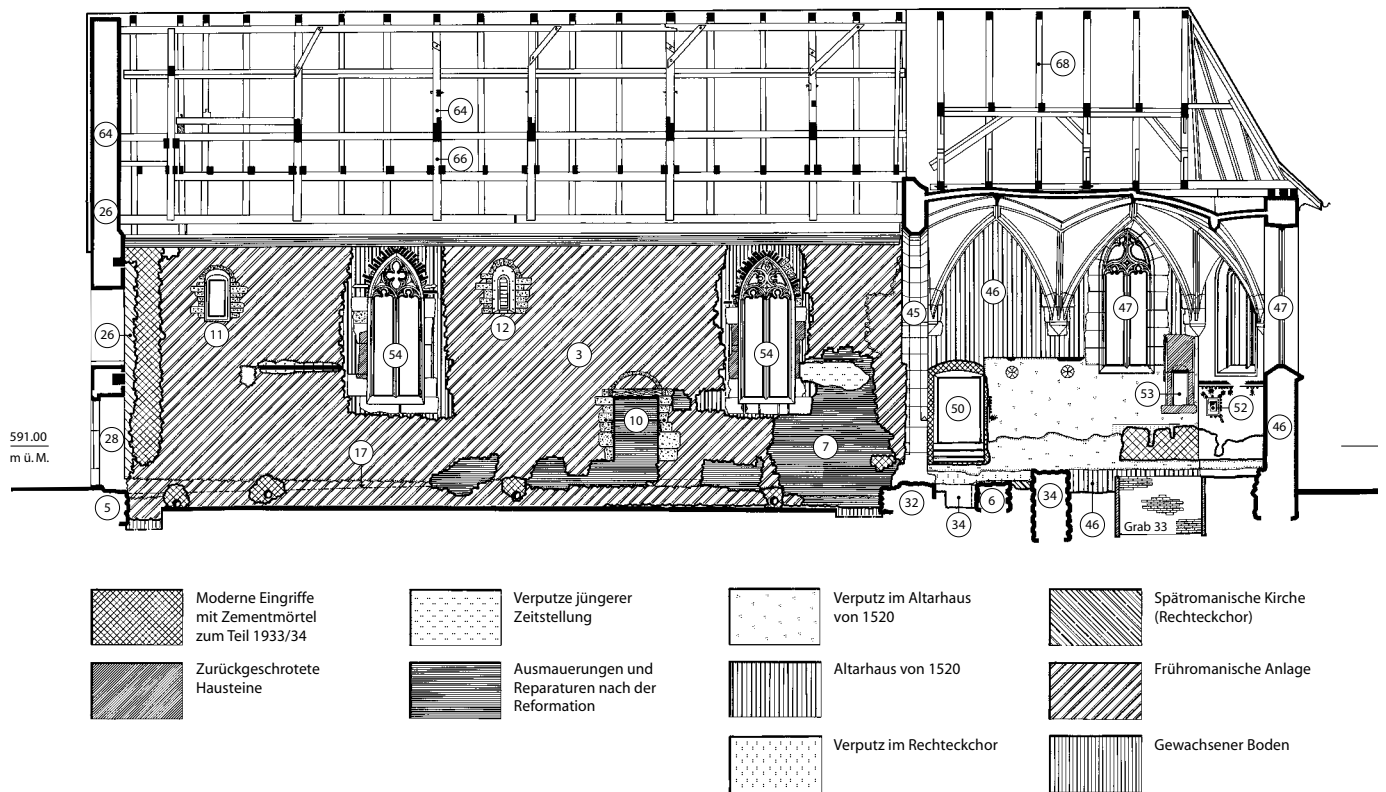 68
64
64
66
26
46
45
47
47
26
11
12
3
54
54
53
50
52
10
591.00
m ü.M.
28
17
7
46
5
32
34
6
34
46
Grab 33
Moderne Eingriffe
mit Zementmörtel
zum Teil 1933/34
Verputze jüngerer
Zeitstellung
Verputz im Altarhaus
von 1520
Spätromanische Kirche
(Rechteckchor)
Zurückgeschrotete
Hausteine
Ausmauerungen und
Reparaturen nach der
Reformation
Altarhaus von 1520
Frühromanische Anlage
Verputz im Rechteckchor
Gewachsener Boden